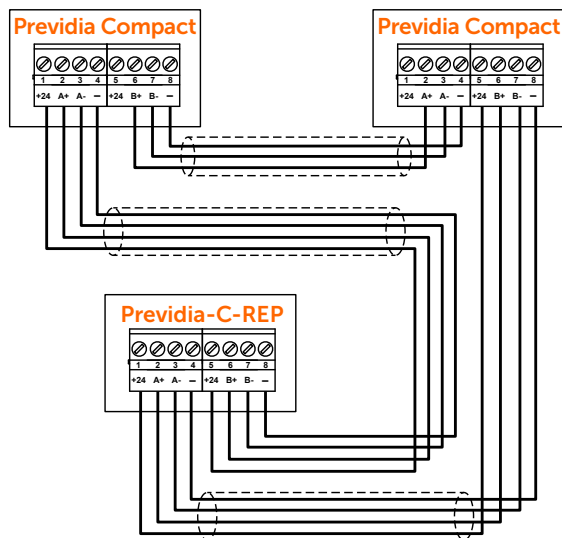 Previdia Compact
1 2 3 4 5 6 7 8
+24 A+ A- – +24 B+ B- –
Previdia Compact
1 2 3 4 5 6 7 8
+24 A+ A- – +24 B+ B- –
Previdia-C-REP
1 2 3 4 5 6 7 8
+24 A+ A- – +24 B+ B- –